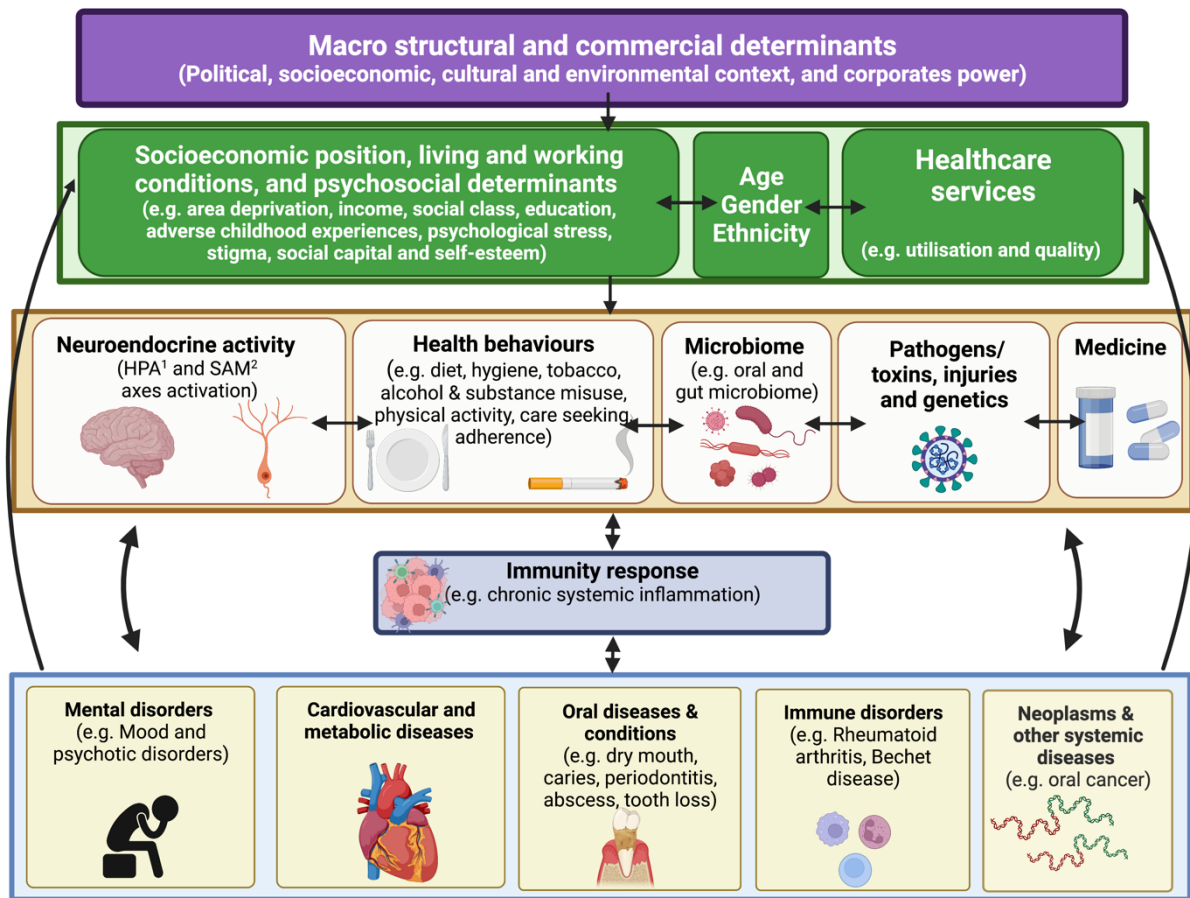 Macro structural and commercial determinants
(Political, socioeconomic, cultural and environmental context, and corporates power)
Socioeconomic position, living and working
conditions, and psychosocial determinants
(e.g. area deprivation, income, social class, education,
adverse childhood experiences, psychological stress,
stigma, social capital and self-esteem)
Age
Gender
Ethnicity
Healthcare
services
(e.g. utilisation and quality)
Neuroendocrine activity
(HPA¹ and SAM²
axes activation)
Health behaviours
(e.g. diet, hygiene, tobacco,
alcohol & substance misuse,
physical activity, care seeking,
adherence)
Microbiome
(e.g. oral and
gut microbiome)
Pathogens/
toxins, injuries
and genetics
Medicine
Immunity response
(e.g. chronic systemic inflammation)
Mental disorders
(e.g. Mood and
psychotic disorders)
Cardiovascular and
metabolic diseases
Oral diseases &
conditions
(e.g. dry mouth,
caries, periodontitis,
abscess, tooth loss)
Immune disorders
(e.g. Rheumatoid
arthritis, Bechet
disease)
Neoplasms &
other systemic
diseases
(e.g. oral cancer)